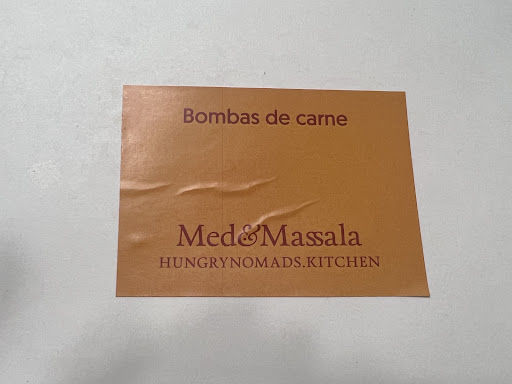 Bombas de carne
Med&Massala
HUNGRYNOMADS.KITCHEN